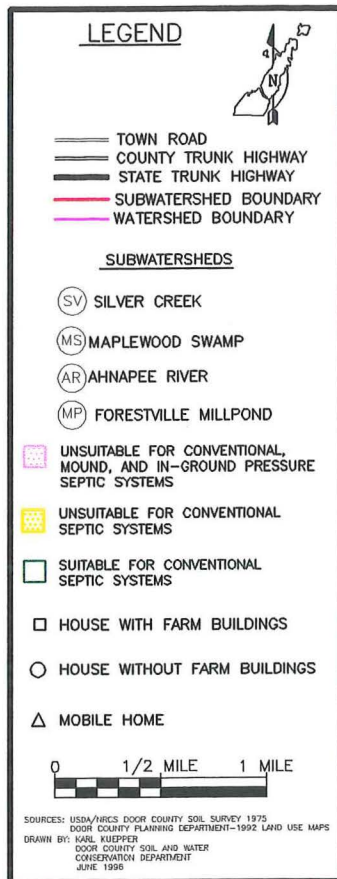 LEGEND
N
TOWN ROAD
COUNTY TRUNK HIGHWAY
STATE TRUNK HIGHWAY
SUBWATERSHED BOUNDARY
WATERSHED BOUNDARY
SUBWATERSHEDS
SV SILVER CREEK
MS MAPLEWOOD SWAMP
AR AHNAPEE RIVER
MP FORESTVILLE MILLPOND
UNSUITABLE FOR CONVENTIONAL,
MOUND, AND IN-GROUND PRESSURE
SEPTIC SYSTEMS
UNSUITABLE FOR CONVENTIONAL
SEPTIC SYSTEMS
SUITABLE FOR CONVENTIONAL
SEPTIC SYSTEMS
HOUSE WITH FARM BUILDINGS
HOUSE WITHOUT FARM BUILDINGS
MOBILE HOME
0 1/2 MILE 1 MILE
SOURCES: USDA/NRCS DOOR COUNTY SOIL SURVEY 1975
DOOR COUNTY PLANNING DEPARTMENT-1992 LAND USE MAPS
DRAWN BY: KARL KUEPPER
DOOR COUNTY SOIL AND WATER
CONSERVATION DEPARTMENT
JUNE 1996